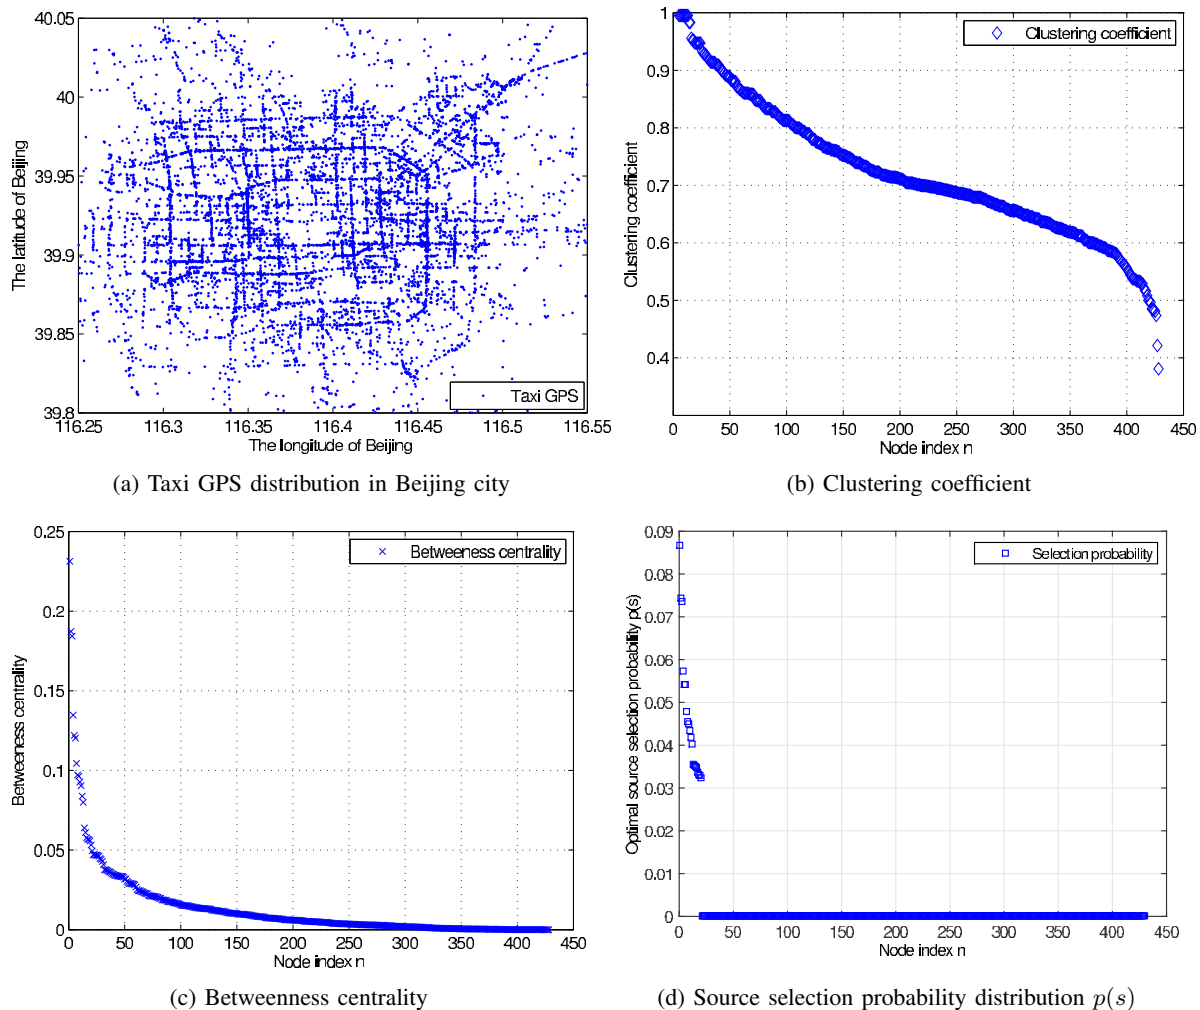 40.05
40
39.95
39.9
39.85
39.8
The latitude of Beijing
Taxi GPS
116.25 116.3 116.35 116.4 116.45 116.5 116.55
The longitude of Beijing
(a) Taxi GPS distribution in Beijing city
1
0.9
0.8
0.7
0.6
0.5
0.4
Clustering coefficient
Clustering coefficient
0 50 100 150 200 250 300 350 400 450
Node index n
(b) Clustering coefficient
0.25
0.2
0.15
0.1
0.05
0
Betweeness centrality
Betweeness centrality
0 50 100 150 200 250 300 350 400 450
Node index n
(c) Betweenness centrality
0.09
0.08
0.07
0.06
0.05
0.04
0.03
0.02
0.01
0
Optimal source selection probability p(s)
Selection probability
0 50 100 150 200 250 300 350 400 450
Node index n
(d) Source selection probability distribution p(s)